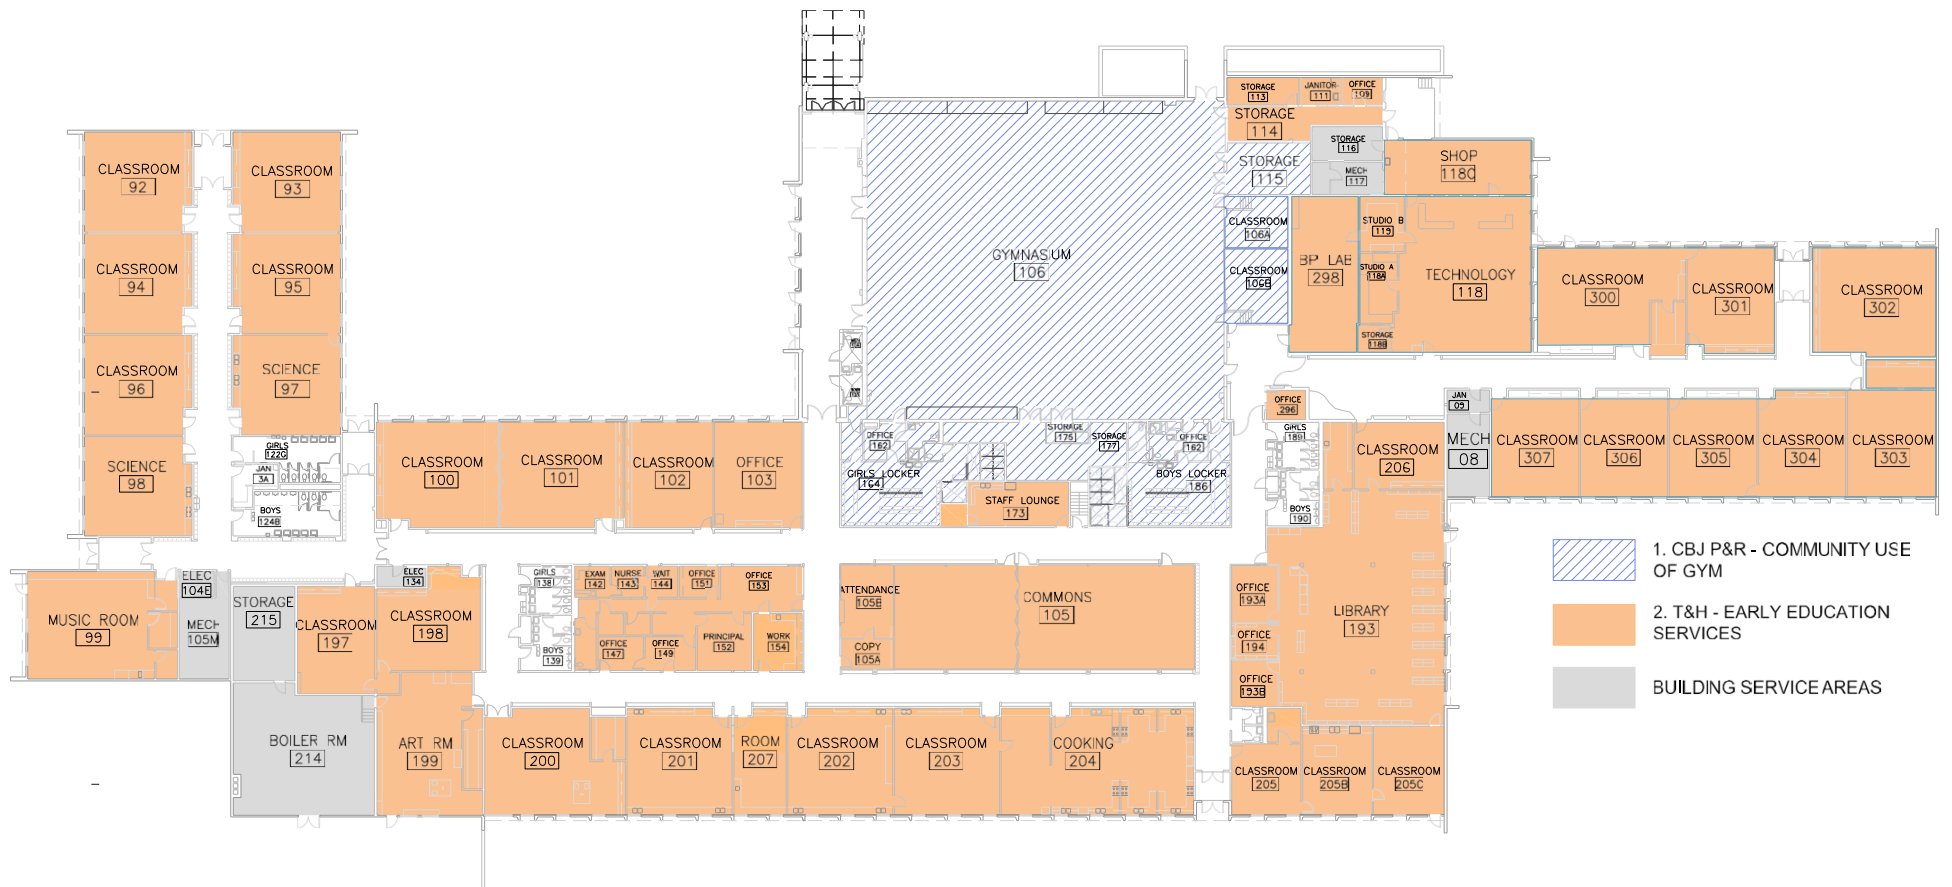 STORAGE
113
JANITOR
111
OFFICE
109
STORAGE
114
STORAGE
116
STORAGE
115
MECH
117
SHOP
118C
CLASSROOM
92
CLASSROOM
93
CLASSROOM
106A
STUDIO B
119
CLASSROOM
94
CLASSROOM
95
GYMNASIUM
106
CLASSROOM
106B
BP LAB
298
STUDIO A
118A
TECHNOLOGY
118
CLASSROOM
300
CLASSROOM
301
CLASSROOM
302
STORAGE
118B
CLASSROOM
96
SCIENCE
97
OFFICE
296
JAN
09
GIRLS
122G
SCIENCE
98
JAN
3A
BOYS
124B
CLASSROOM
100
CLASSROOM
101
CLASSROOM
102
OFFICE
103
OFFICE
162
STORAGE
175
STORAGE
177
OFFICE
162
GIRLS LOCKER
164
BOYS LOCKER
186
STAFF LOUNGE
173
GIRLS
189
BOYS
190
CLASSROOM
206
MECH
08
CLASSROOM
307
CLASSROOM
306
CLASSROOM
305
CLASSROOM
304
CLASSROOM
303
1. CBJ P&R - COMMUNITY USE
OF GYM
2. T&H - EARLY EDUCATION
SERVICES
BUILDING SERVICE AREAS
MUSIC ROOM
99
ELEC
104E
MECH
105M
STORAGE
215
CLASSROOM
197
ELEC
134
CLASSROOM
198
GIRLS
138
BOYS
139
EXAM
142
NURSE
143
WAIT
144
OFFICE
151
OFFICE
153
OFFICE
147
OFFICE
149
PRINCIPAL
152
WORK
154
ATTENDANCE
105B
COPY
105A
COMMONS
105
OFFICE
193A
OFFICE
194
OFFICE
193B
LIBRARY
193
BOILER RM
214
ART RM
199
CLASSROOM
200
CLASSROOM
201
ROOM
207
CLASSROOM
202
CLASSROOM
203
COOKING
204
CLASSROOM
205
CLASSROOM
205B
CLASSROOM
205C